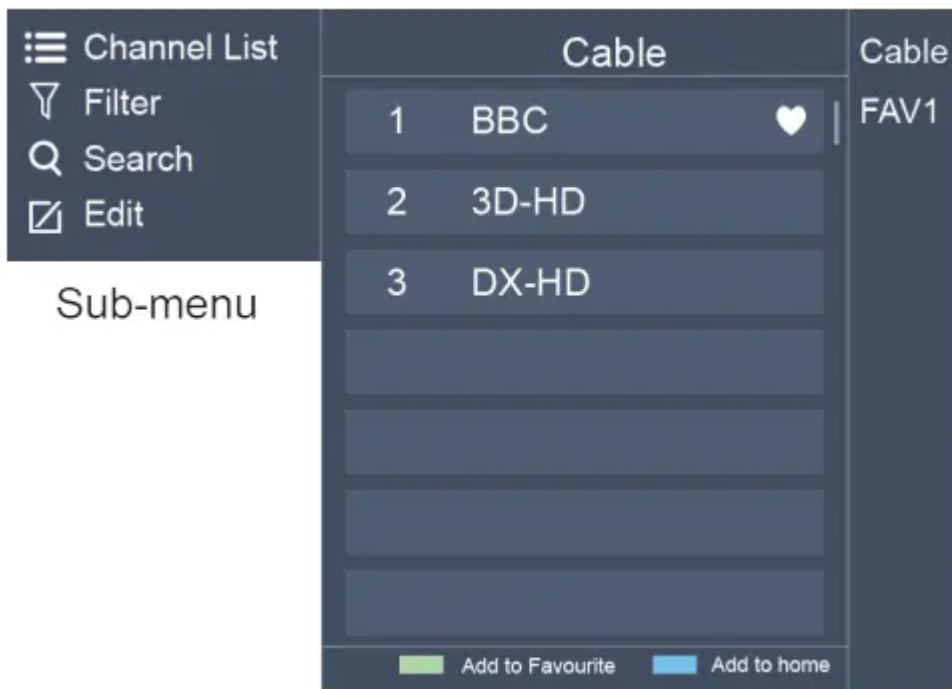 Channel List
Filter
Search
Edit
Sub-menu
Cable
1 BBC
2 3D-HD
3 DX-HD
Add to Favourite Add to home
Cable
FAV1